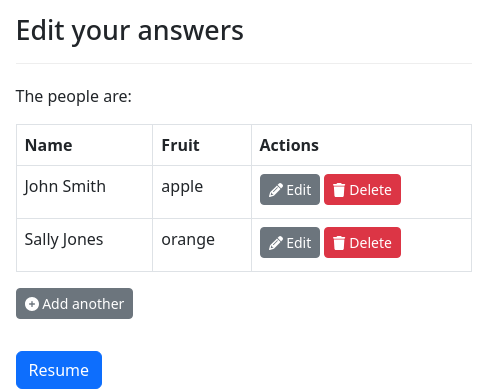 Edit your answers
The people are:
Name Fruit Actions
John Smith apple Edit Delete
Sally Jones orange Edit Delete
Add another
Resume